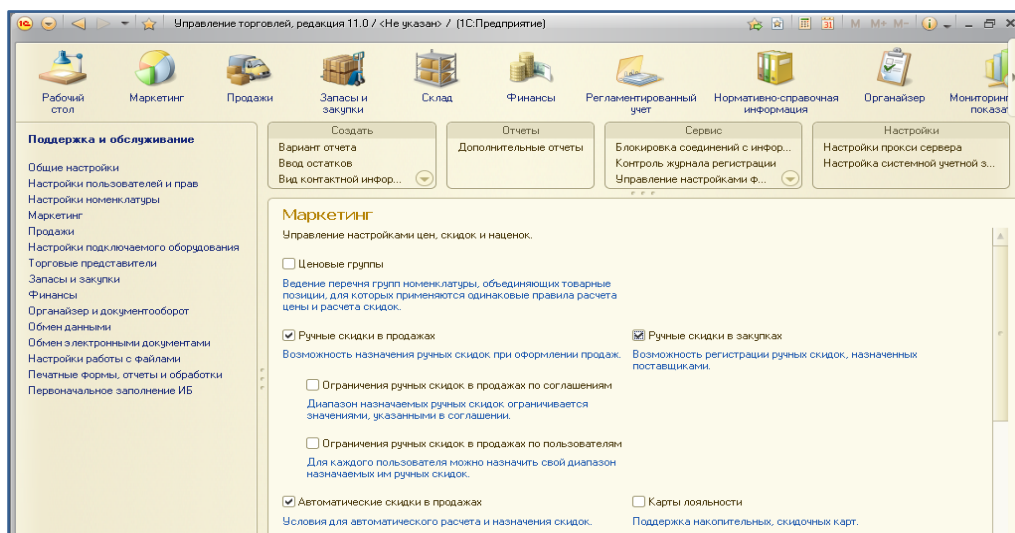 Управление торговлей, редакция 11.0 / <Не указан> / (1С:Предприятие)
M M+ M-
Рабочий стол
Маркетинг
Продажи
Запасы и закупки
Склад
Финансы
Регламентированный учет
Нормативно-справочная информация
Органайзер
Мониторинг показат
Поддержка и обслуживание
Общие настройки
Настройки пользователей и прав
Настройки номенклатуры
Маркетинг
Продажи
Настройки подключаемого оборудования
Торговые представители
Запасы и закупки
Финансы
Органайзер и документооборот
Обмен данными
Обмен электронными документами
Настройки работы с файлами
Печатные формы, отчеты и обработки
Первоначальное заполнение ИБ
Создать
Вариант отчета
Ввод остатков
Вид контактной инфор...
Отчеты
Дополнительные отчеты
Сервис
Блокировка соединений с инфор...
Контроль журнала регистрации
Управление настройками ф...
Настройки
Настройки прокси сервера
Настройка системной учетной з...
Маркетинг
Управление настройками цен, скидок и наценок.
Ценовые группы
Ведение перечня групп номенклатуры, объединяющих товарные
позиции, для которых применяются одинаковые правила расчета
цены и расчета скидок.
Ручные скидки в продажах
Возможность назначения ручных скидок при оформлении продаж.
Ручные скидки в закупках
Возможность регистрации ручных скидок, назначенных
поставщиками.
Ограничения ручных скидок в продажах по соглашениям
Диапазон назначаемых ручных скидок ограничивается
значениями, указанными в соглашении.
Ограничения ручных скидок в продажах по пользователям
Для каждого пользователя можно назначить свой диапазон
назначаемых им ручных скидок.
Автоматические скидки в продажах
Условия для автоматического расчета и назначения скидок.
Карты лояльности
Поддержка накопительных, скидочных карт.